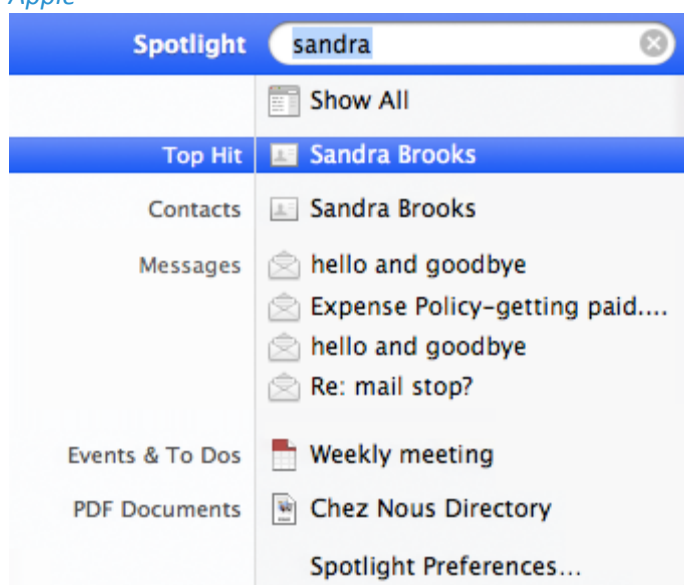 Apple
Spotlight sandra
Show All
Top Hit Sandra Brooks
Contacts Sandra Brooks
Messages hello and goodbye
Expense Policy-getting paid....
hello and goodbye
Re: mail stop?
Events & To Dos Weekly meeting
PDF Documents Chez Nous Directory
Spotlight Preferences...